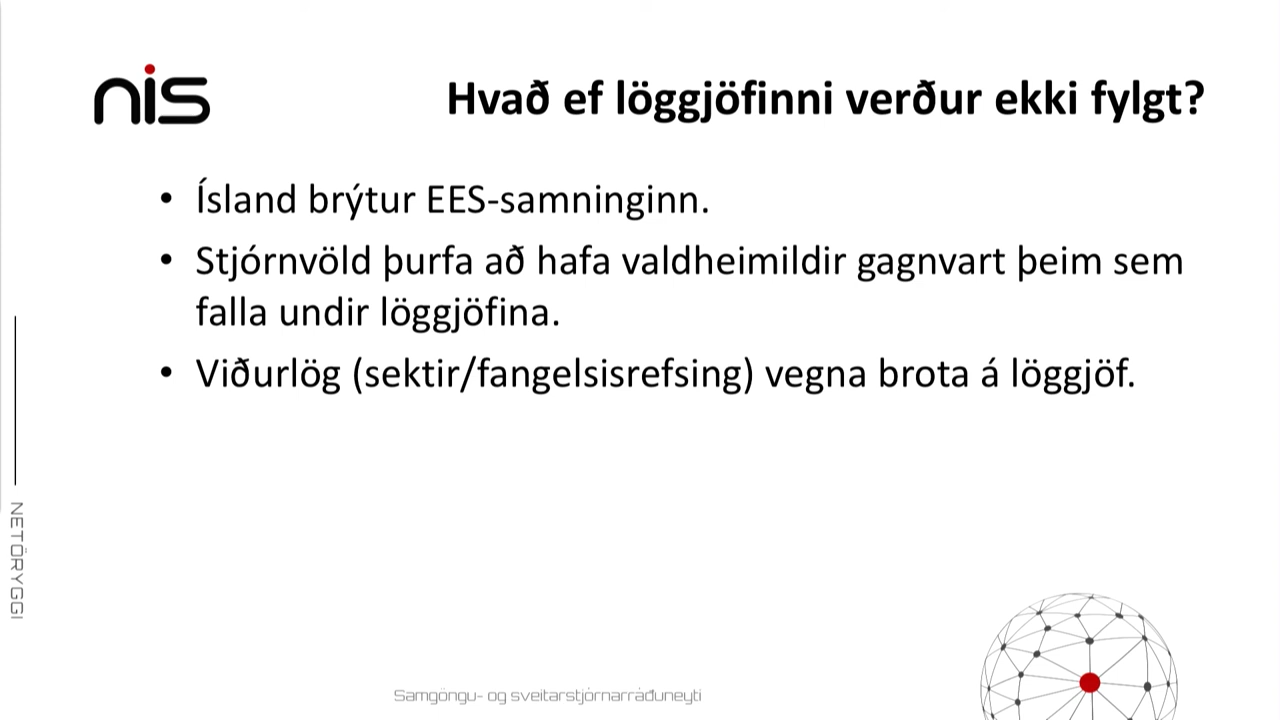 nis
Hvað ef löggjöfinni verður ekki fylgt?
• Ísland brýtur EES-samninginn.
• Stjórnvöld þurfa að hafa valdheimildir gagnvart þeim sem
falla undir löggjöfina.
• Viðurlög (sektir/fangelsisrefsing) vegna brota á löggjöf.
NETÖRYGGI
Samgöngu- og sveitarstjórnarráðuneyti